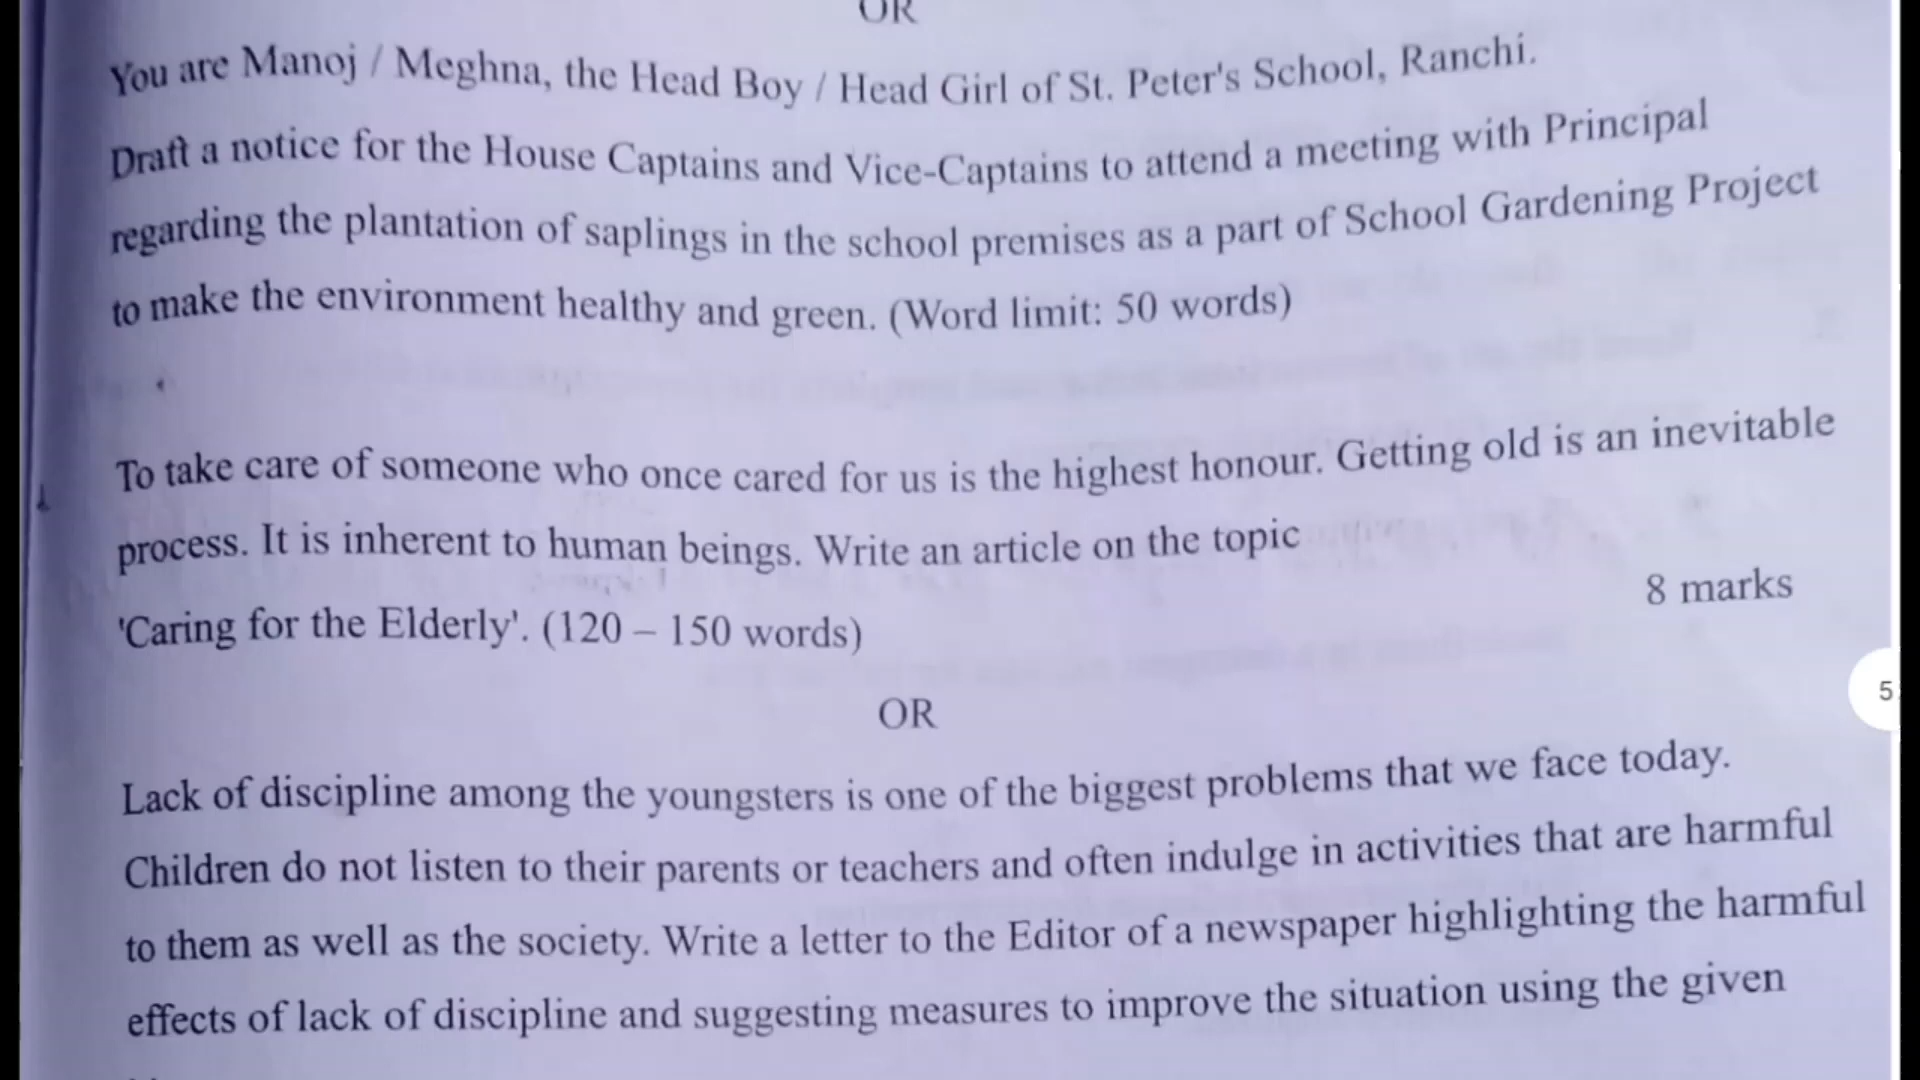 OR
You are Manoj / Meghna, the Head Boy / Head Girl of St. Peter's School, Ranchi.
Draft a notice for the House Captains and Vice-Captains to attend a meeting with Principal
regarding the plantation of saplings in the school premises as a part of School Gardening Project
to make the environment healthy and green. (Word limit: 50 words)
To take care of someone who once cared for us is the highest honour. Getting old is an inevitable
process. It is inherent to human beings. Write an article on the topic
'Caring for the Elderly'. (120 – 150 words)
8 marks
5
OR
Lack of discipline among the youngsters is one of the biggest problems that we face today.
Children do not listen to their parents or teachers and often indulge in activities that are harmful
to them as well as the society. Write a letter to the Editor of a newspaper highlighting the harmful
effects of lack of discipline and suggesting measures to improve the situation using the given